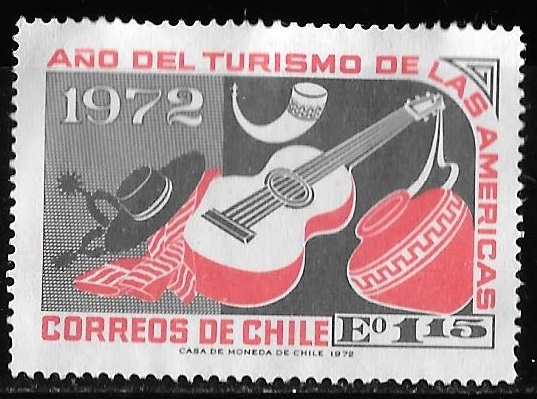 AÑO DEL TURISMO DE LAS AMERICAS
1972
CORREOS DE CHILE Eº 1 15
CASA DE MONEDA DE CHILE 1972